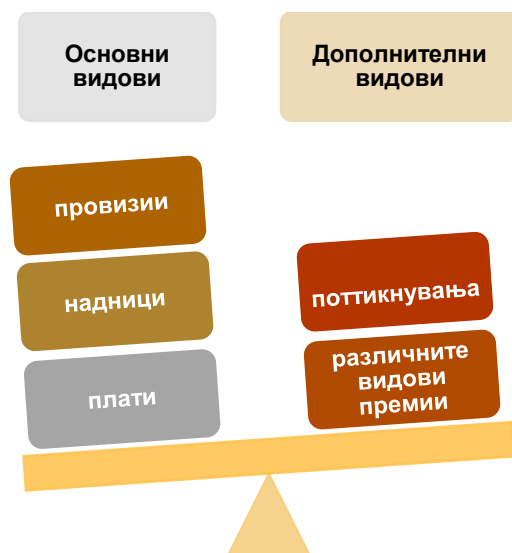 Основни
видови
Дополнителни
видови
провизии
надници
плати
поттикнувања
различните
видови
премии